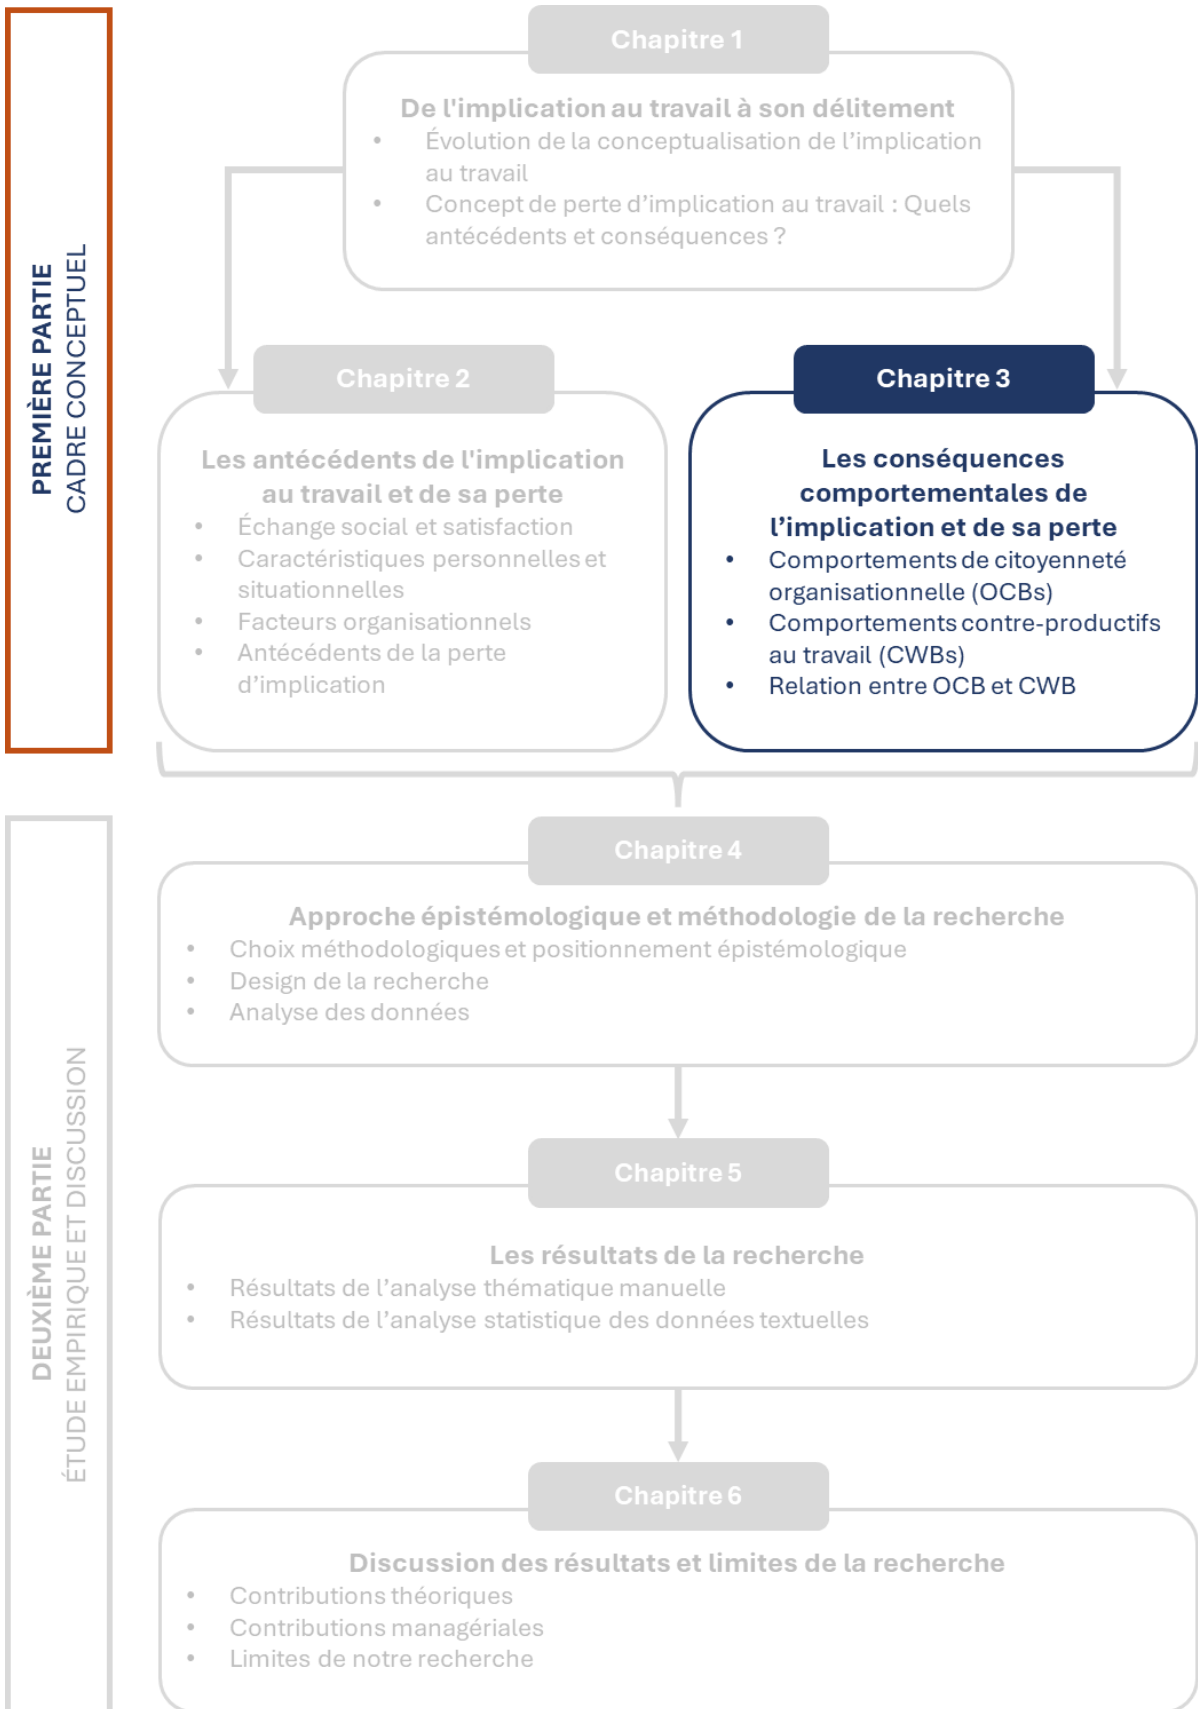 PREMIÈRE PARTIE
CADRE CONCEPTUEL
Chapitre 1
De l'implication au travail à son délitement
• Évolution de la conceptualisation de l’implication
au travail
• Concept de perte d’implication au travail : Quels
antécédents et conséquences ?
Chapitre 2
Les antécédents de l'implication
au travail et de sa perte
• Échange social et satisfaction
• Caractéristiques personnelles et
situationnelles
• Facteurs organisationnels
• Antécédents de la perte
d’implication
Chapitre 3
Les conséquences
comportementales de
l’implication et de sa perte
• Comportements de citoyenneté
organisationnelle (OCBs)
• Comportements contre-productifs
au travail (CWBs)
• Relation entre OCB et CWB
DEUXIÈME PARTIE
ÉTUDE EMPIRIQUE ET DISCUSSION
Chapitre 4
Approche épistémologique et méthodologie de la recherche
• Choix méthodologiques et positionnement épistémologique
• Design de la recherche
• Analyse des données
Chapitre 5
Les résultats de la recherche
• Résultats de l’analyse thématique manuelle
• Résultats de l’analyse statistique des données textuelles
Chapitre 6
Discussion des résultats et limites de la recherche
• Contributions théoriques
• Contributions managériales
• Limites de notre recherche